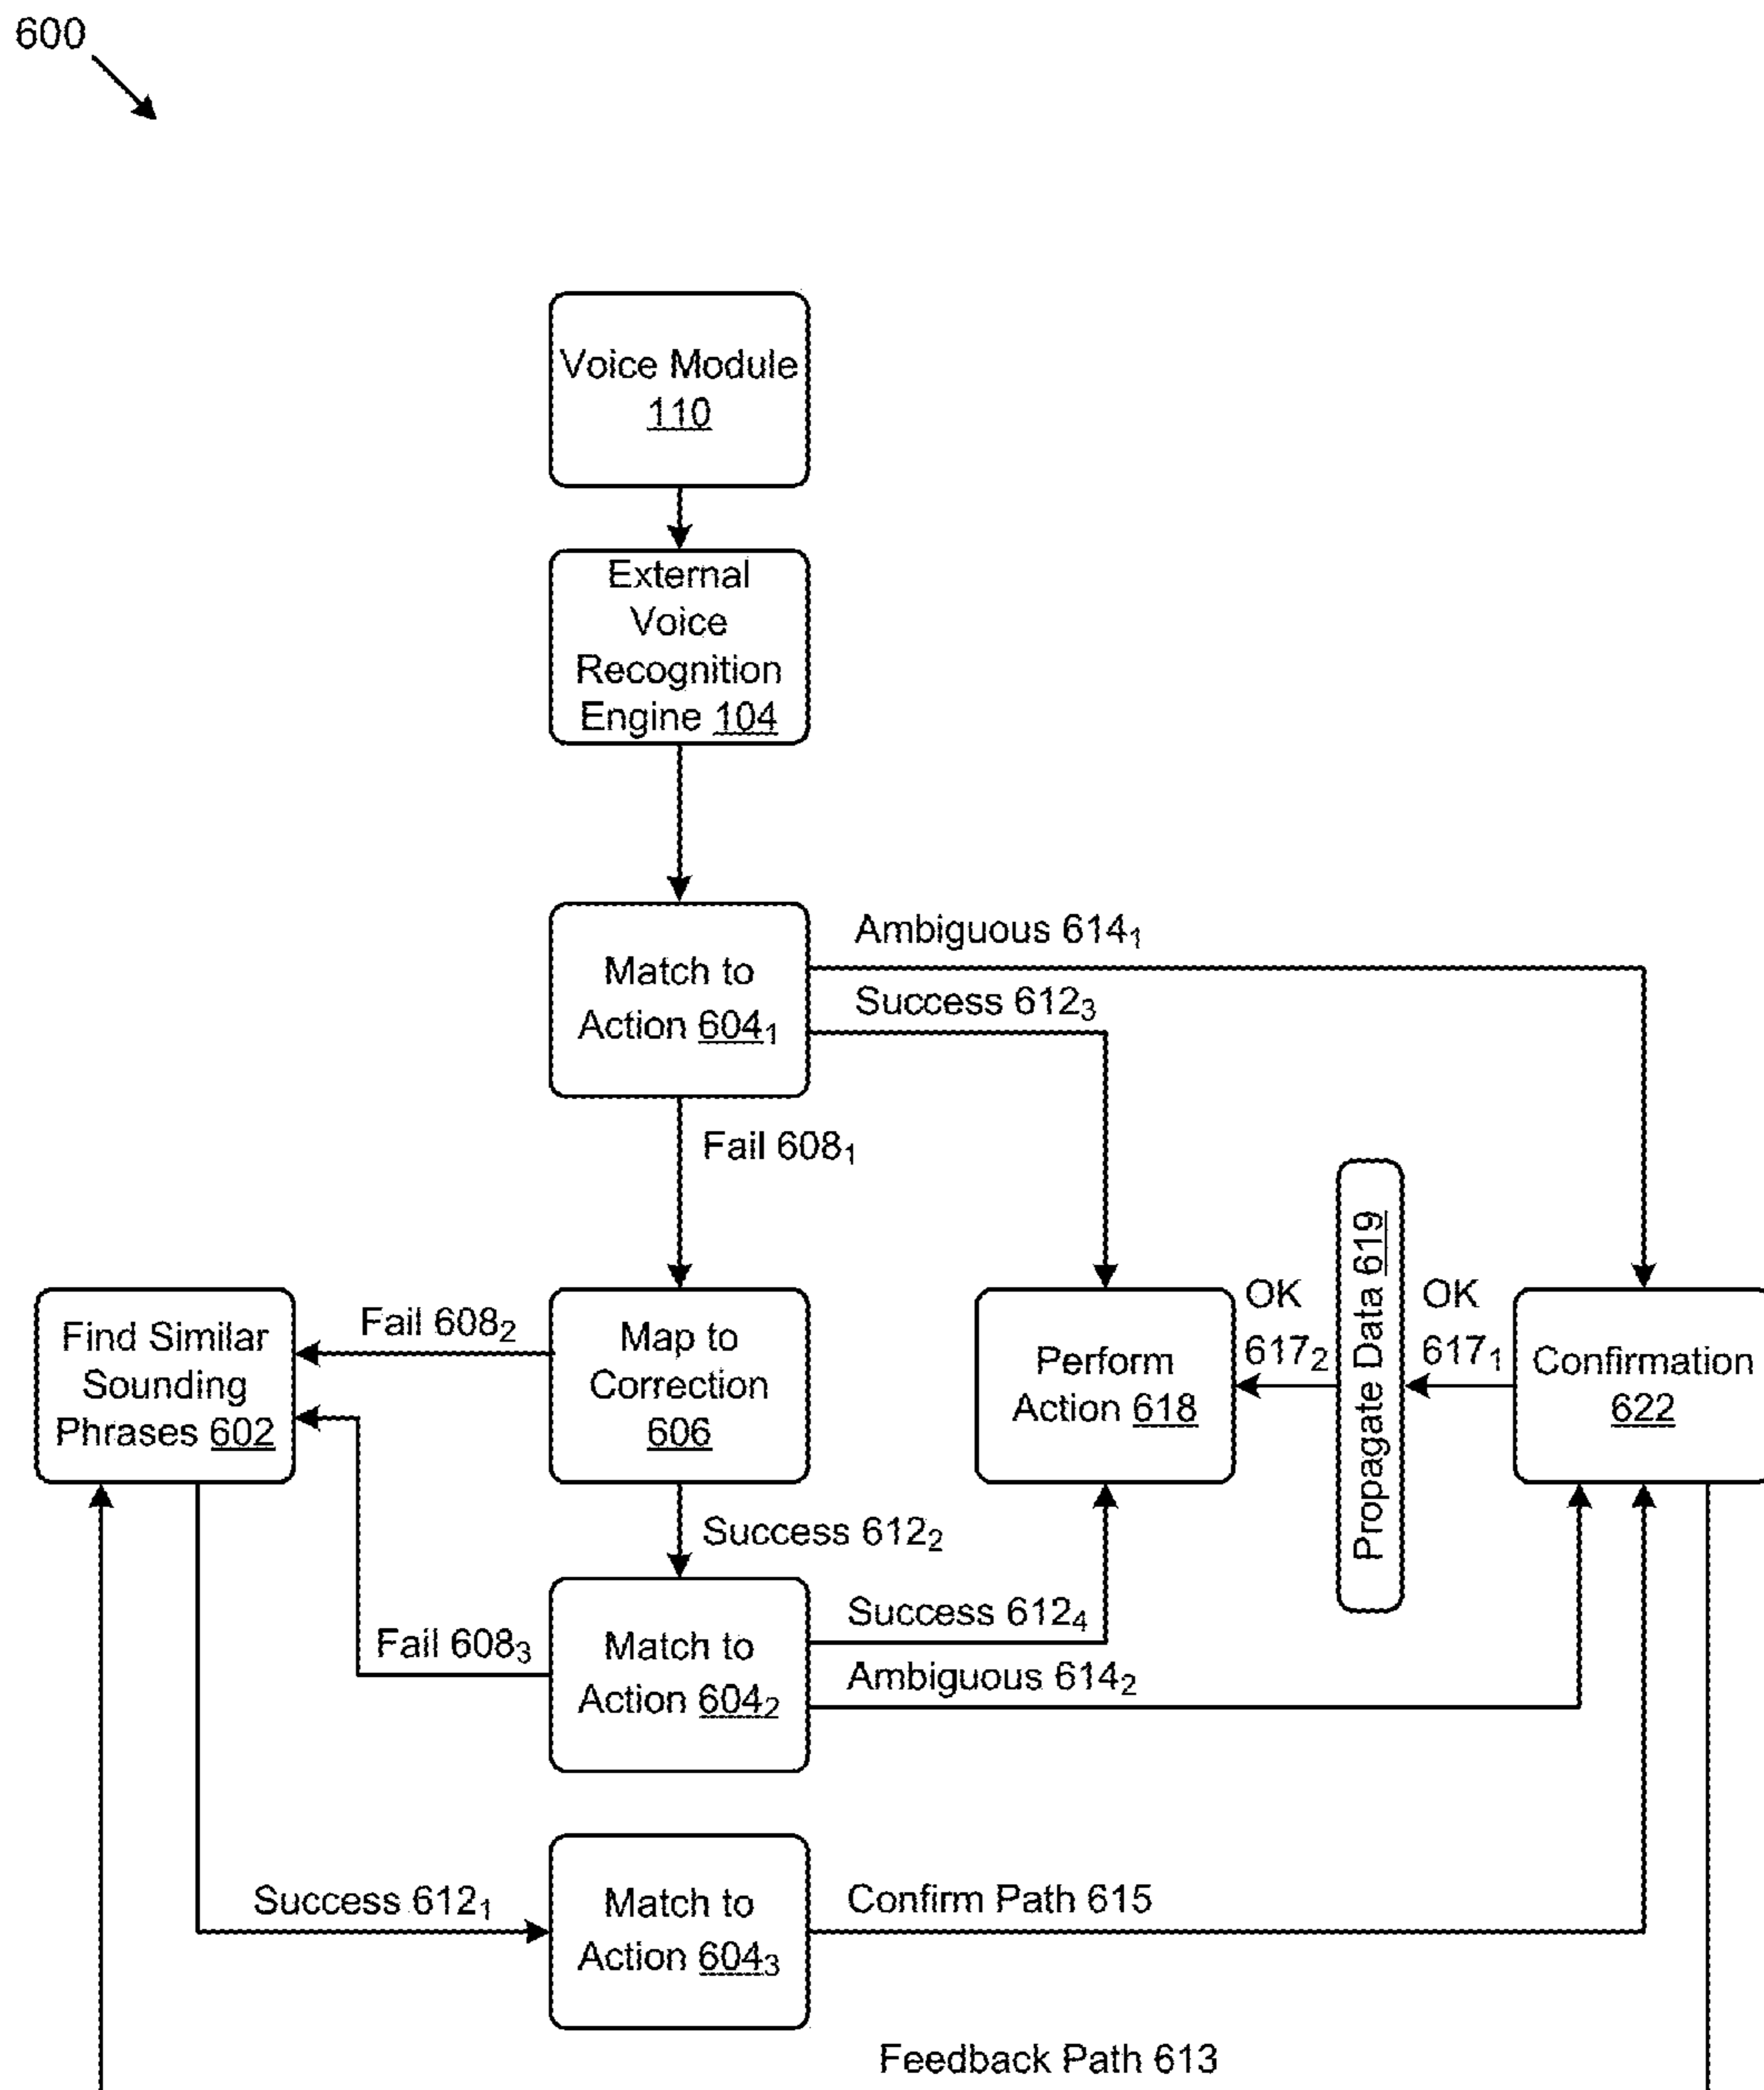 600
Voice Module
110
External
Voice
Recognition
Engine 104
Match to
Action 604₁
Ambiguous 614₁
Success 612₃
Fail 608₁
Find Similar
Sounding
Phrases 602
Fail 608₂
Map to
Correction
606
Perform
Action 618
OK
617₂
Propagate Data 619
OK
617₁
Confirmation
622
Success 612₂
Fail 608₃
Match to
Action 604₂
Success 612₄
Ambiguous 614₂
Success 612₁
Match to
Action 604₃
Confirm Path 615
Feedback Path 613